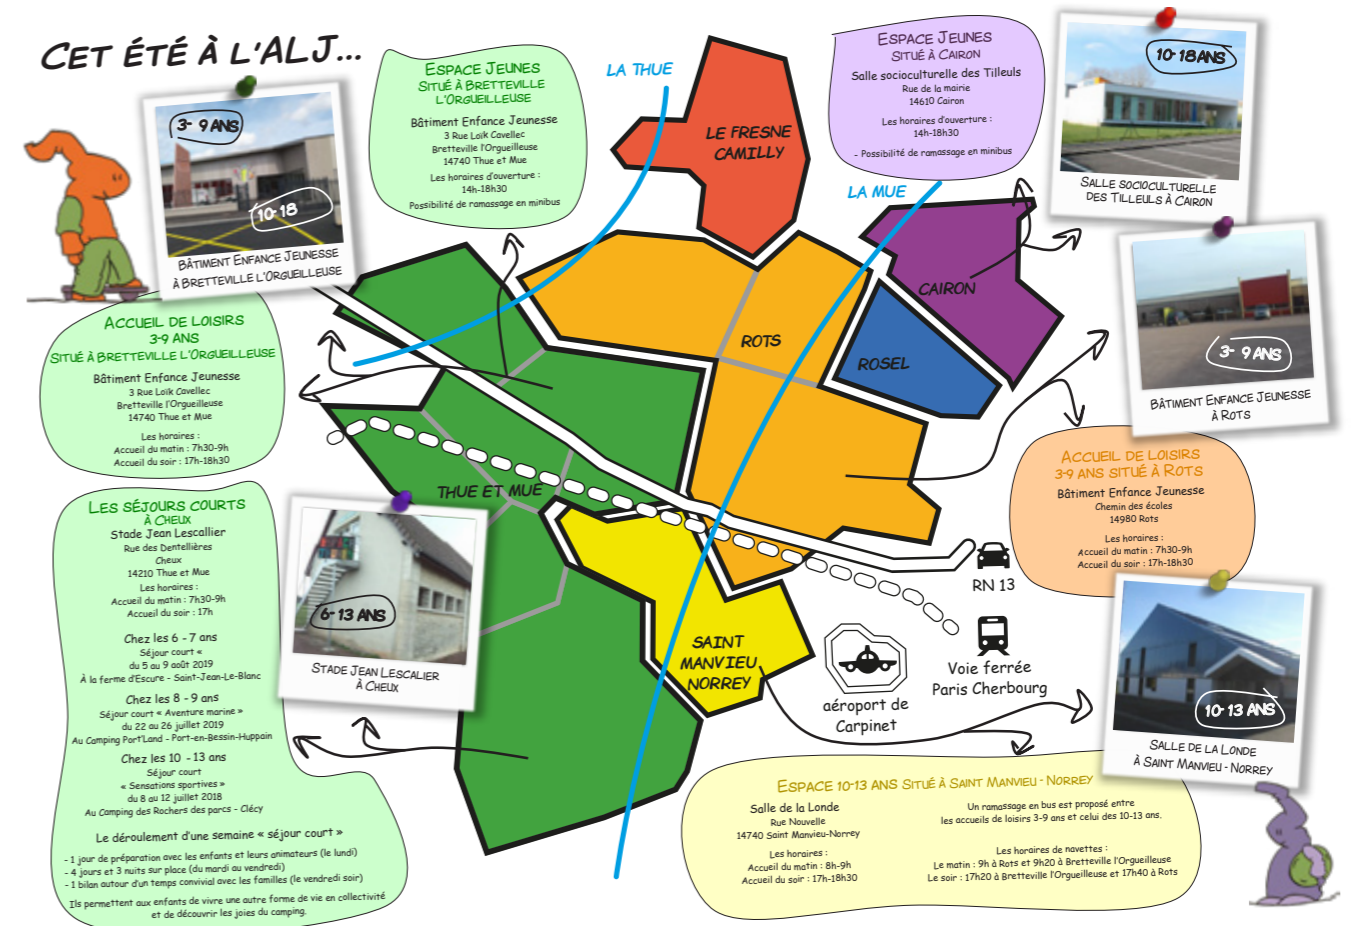 CET ÉTÉ À L'ALJ...
3- 9 ANS
10-18
BÂTIMENT ENFANCE JEUNESSE
À BRETTEVILLE L'ORGUEILLEUSE
ESPACE JEUNES
SITUÉ À BRETTEVILLE
L'ORGUEILLEUSE
Bâtiment Enfance Jeunesse
3 Rue Loïk Cavellec
Bretteville l'Orgueilleuse
14740 Thue et Mue
Les horaires d'ouverture :
14h-18h30
Possibilité de ramassage en minibus
LA THUE
LE FRESNE
CAMILLY
ESPACE JEUNES
SITUÉ À CAIRON
Salle socioculturelle des Tilleuls
Rue de la mairie
14610 Cairon
Les horaires d'ouverture :
14h-18h30
- Possibilité de ramassage en minibus
LA MUE
10-18ANS
SALLE SOCIOCULTURELLE
DES TILLEULS À CAIRON
CAIRON
ROTS
ROSEL
3- 9 ANS
BÂTIMENT ENFANCE JEUNESSE
À ROTS
ACCUEIL DE LOISIRS
3-9 ANS
SITUÉ À BRETTEVILLE L'ORGUEILLEUSE
Bâtiment Enfance Jeunesse
3 Rue Loïk Cavellec
Bretteville l'Orgueilleuse
14740 Thue et Mue
Les horaires :
Accueil du matin : 7h30-9h
Accueil du soir : 17h-18h30
ACCUEIL DE LOISIRS
3-9 ANS SITUÉ À ROTS
Bâtiment Enfance Jeunesse
Chemin des écoles
14980 Rots
Les horaires :
Accueil du matin : 7h30-9h
Accueil du soir : 17h-18h30
THUE ET MUE
LES SÉJOURS COURTS
À CHEUX
Stade Jean Lescallier
Rue des Dentellières
Cheux
14210 Thue et Mue
Les horaires :
Accueil du matin : 7h30-9h
Accueil du soir : 17h
Chez les 6 - 7 ans
Séjour court «
du 5 au 9 août 2019
À la ferme d'Escure - Saint-Jean-Le-Blanc
Chez les 8 - 9 ans
Séjour court « Aventure marine »
du 22 au 26 juillet 2019
Au Camping Port'Land - Port-en-Bessin-Huppain
Chez les 10 - 13 ans
Séjour court
« Sensations sportives »
du 8 au 12 juillet 2018
Au Camping des Rochers des parcs - Clécy
Le déroulement d'une semaine « séjour court »
- 1 jour de préparation avec les enfants et leurs animateurs (le lundi)
- 4 jours et 3 nuits sur place (du mardi au vendredi)
- 1 bilan autour d'un temps convivial avec les familles (le vendredi soir)
Ils permettent aux enfants de vivre une autre forme de vie en collectivité
et de découvrir les joies du camping.
6- 13 ANS
STADE JEAN LESCALIER
À CHEUX
SAINT
MANVIEU
NORREY
RN 13
Voie ferrée
Paris Cherbourg
aéroport de
Carpinet
10- 13 ANS
SALLE DE LA LONDE
À SAINT MANVIEU - NORREY
ESPACE 10-13 ANS SITUÉ À SAINT MANVIEU - NORREY
Salle de la Londe
Rue Nouvelle
14740 Saint Manvieu-Norrey
Les horaires :
Accueil du matin : 8h-9h
Accueil du soir : 17h-18h30
Un ramassage en bus est proposé entre
les accueils de loisirs 3-9 ans et celui des 10-13 ans.
Les horaires de navettes :
Le matin : 9h à Rots et 9h20 à Bretteville l'Orgueilleuse
Le soir : 17h20 à Bretteville l'Orgueilleuse et 17h40 à Rots